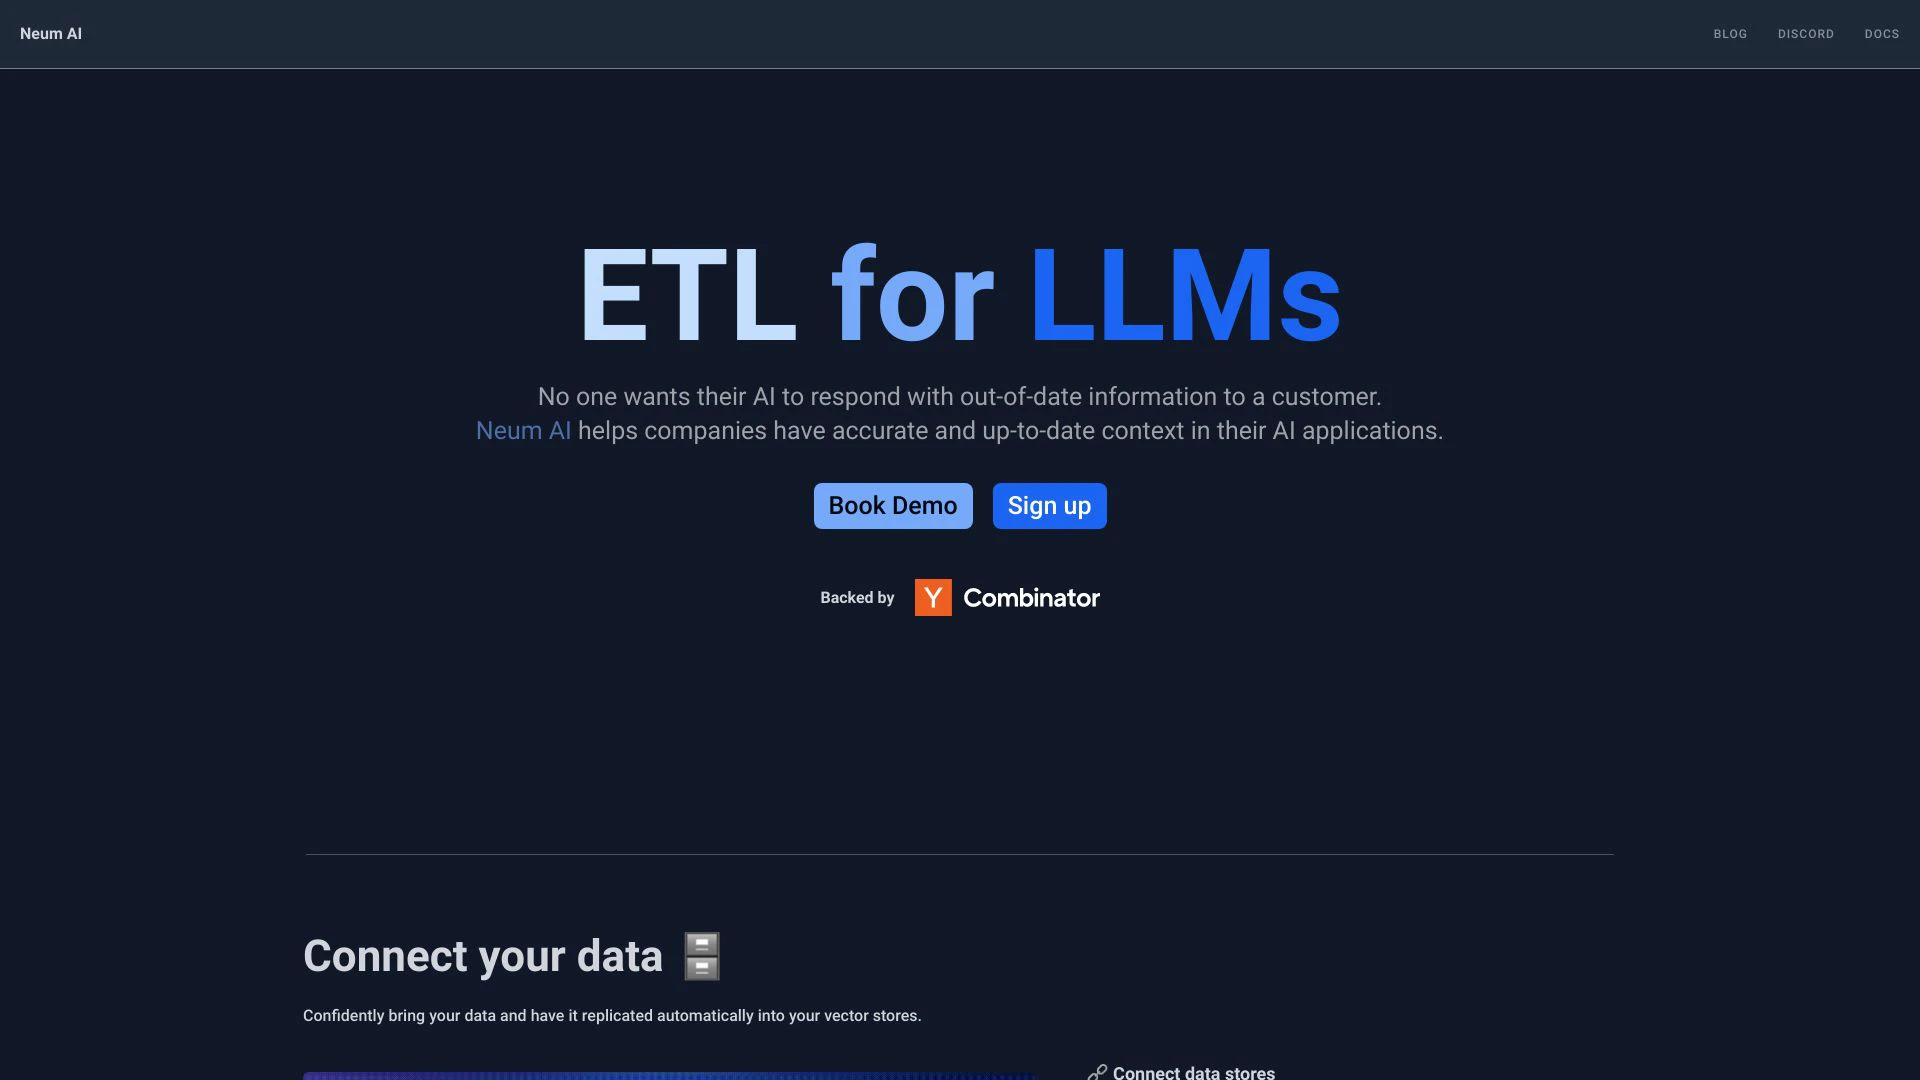 Neum AI
BLOG DISCORD DOCS
ETL for LLMs
No one wants their AI to respond with out-of-date information to a customer.
Neum AI helps companies have accurate and up-to-date context in their AI applications.
Book Demo Sign up
Backed by Y Combinator
Connect your data
Confidently bring your data and have it replicated automatically into your vector stores.
Connect data stores